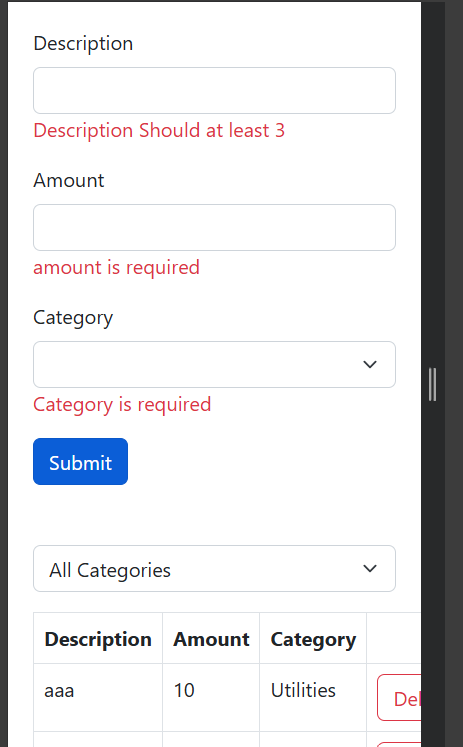 Description
Description Should at least 3
Amount
amount is required
Category
Category is required
Submit
All Categories
Description Amount Category
aaa 10 Utilities Del